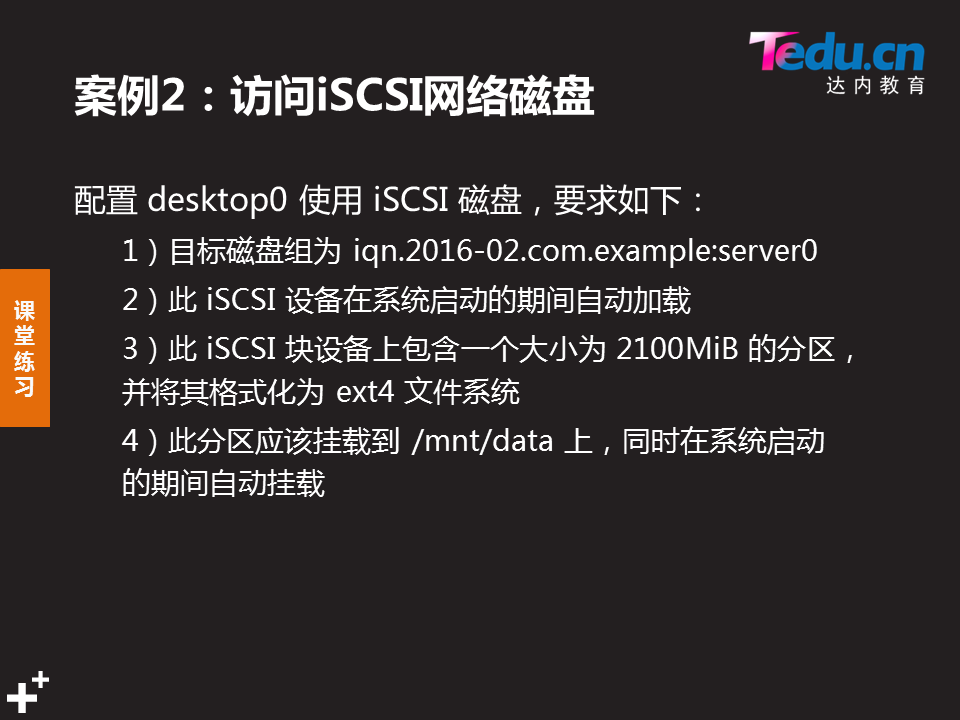 Tedu.cn
达内教育
案例2：访问iSCSI网络磁盘
配置 desktop0 使用 iSCSI 磁盘，要求如下：
1）目标磁盘组为 iqn.2016-02.com.example:server0
2）此 iSCSI 设备在系统启动的期间自动加载
3）此 iSCSI 块设备上包含一个大小为 2100MiB 的分区，
并将其格式化为 ext4 文件系统
4）此分区应该挂载到 /mnt/data 上，同时在系统启动
的期间自动挂载
课
堂
练
习